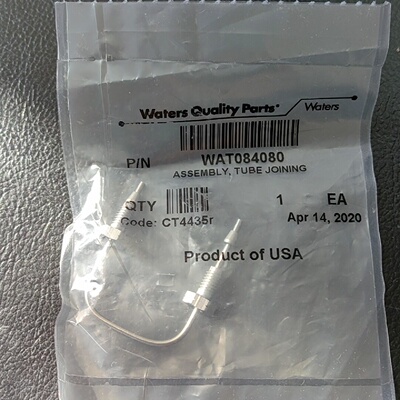 Waters Quality Parts® Waters
P/N WAT084080
ASSEMBLY, TUBE JOINING
QTY 1 EA
Code: CT4435r Apr 14, 2020
Product of USA